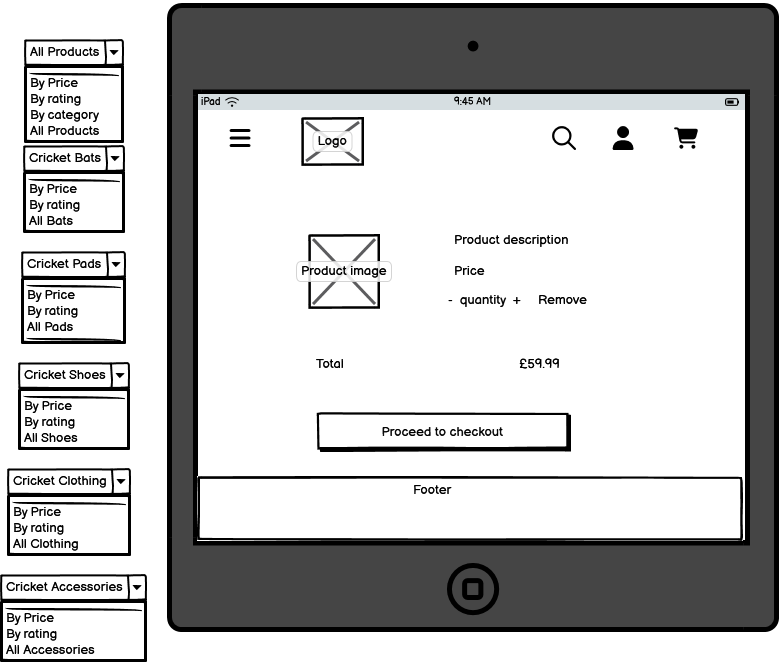 All Products
By Price
By rating
By category
All Products
Cricket Bats
By Price
By rating
All Bats
Cricket Pads
By Price
By rating
All Pads
Cricket Shoes
By Price
By rating
All Shoes
Cricket Clothing
By Price
By rating
All Clothing
Cricket Accessories
By Price
By rating
All Accessories
iPad 9:45 AM
Logo
Product image
Product description
Price
- quantity + Remove
Total £59.99
Proceed to checkout
Footer